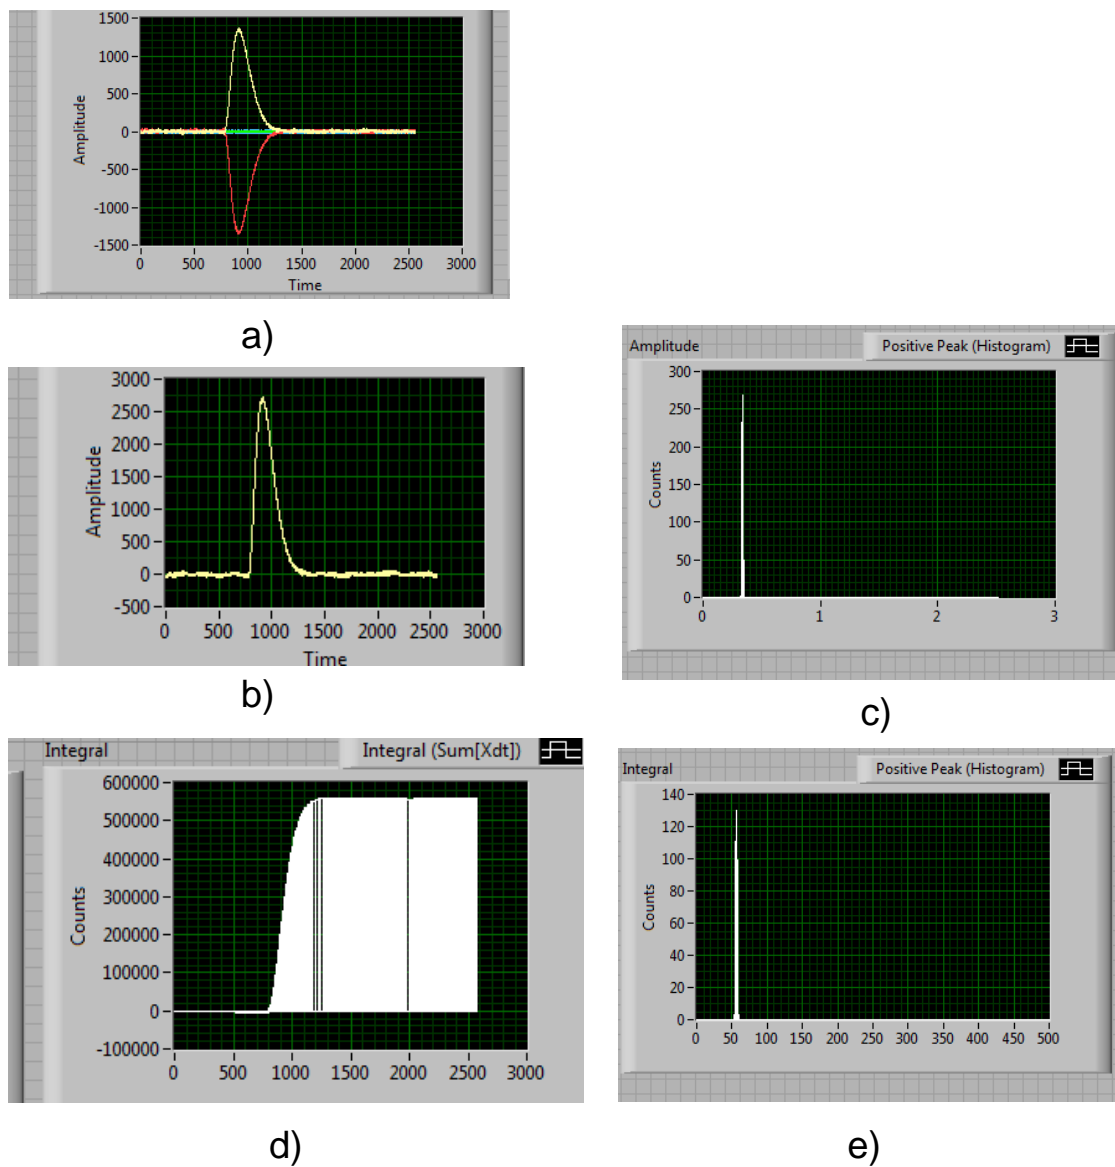 1500
1000
500
0
-500
-1000
-1500
Amplitude
0 500 1000 1500 2000 2500 3000
Time
a)
3000
2500
2000
1500
1000
500
0
-500
Amplitude
0 500 1000 1500 2000 2500 3000
Time
b)
Amplitude Positive Peak (Histogram)
300
250
200
150
100
50
0
Counts
0 1 2 3
c)
Integral Integral (Sum[Xdt])
600000
500000
400000
300000
200000
100000
0
-100000
Counts
0 500 1000 1500 2000 2500 3000
d)
Integral Positive Peak (Histogram)
140
120
100
80
60
40
20
0
Counts
0 50 100 150 200 250 300 350 400 450 500
e)